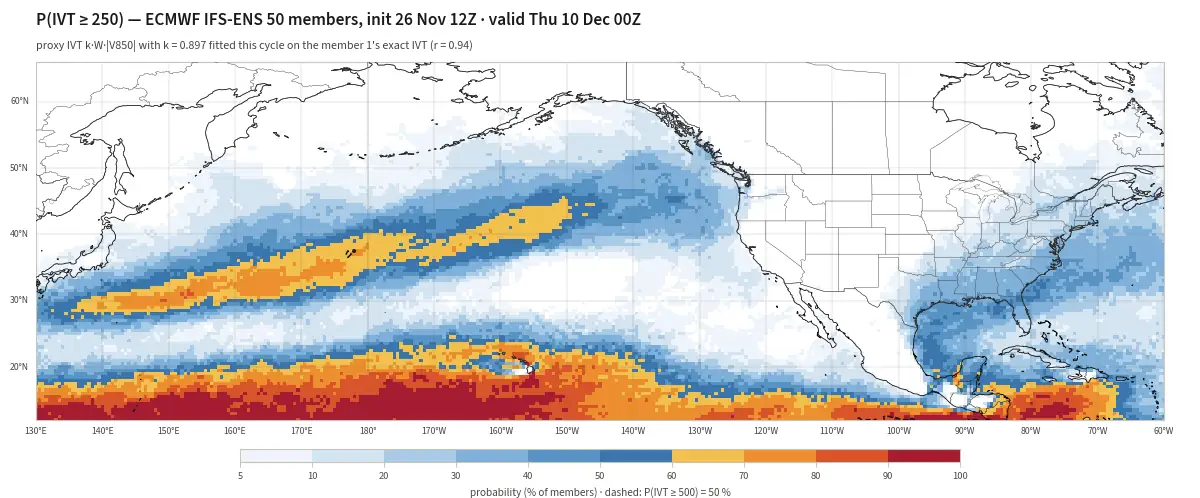 P(IVT ≥ 250) — ECMWF IFS-ENS 50 members, init 26 Nov 12Z · valid Thu 10 Dec 00Z
proxy IVT k·W·|V850| with k = 0.897 fitted this cycle on the member 1's exact IVT (r = 0.94)
60°N
50°N
40°N
30°N
20°N
130°E 140°E 150°E 160°E 170°E 180° 170°W 160°W 150°W 140°W 130°W 120°W 110°W 100°W 90°W 80°W 70°W 60°W
5 10 20 30 40 50 60 70 80 90 100
probability (% of members) · dashed: P(IVT ≥ 500) = 50 %